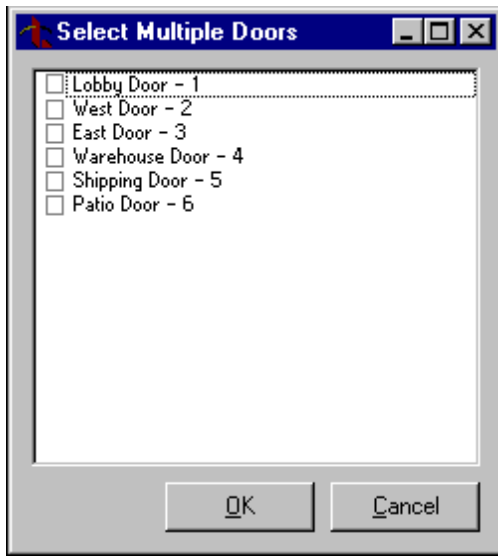 Select Multiple Doors
Lobby Door - 1
West Door - 2
East Door - 3
Warehouse Door - 4
Shipping Door - 5
Patio Door - 6
OK
Cancel